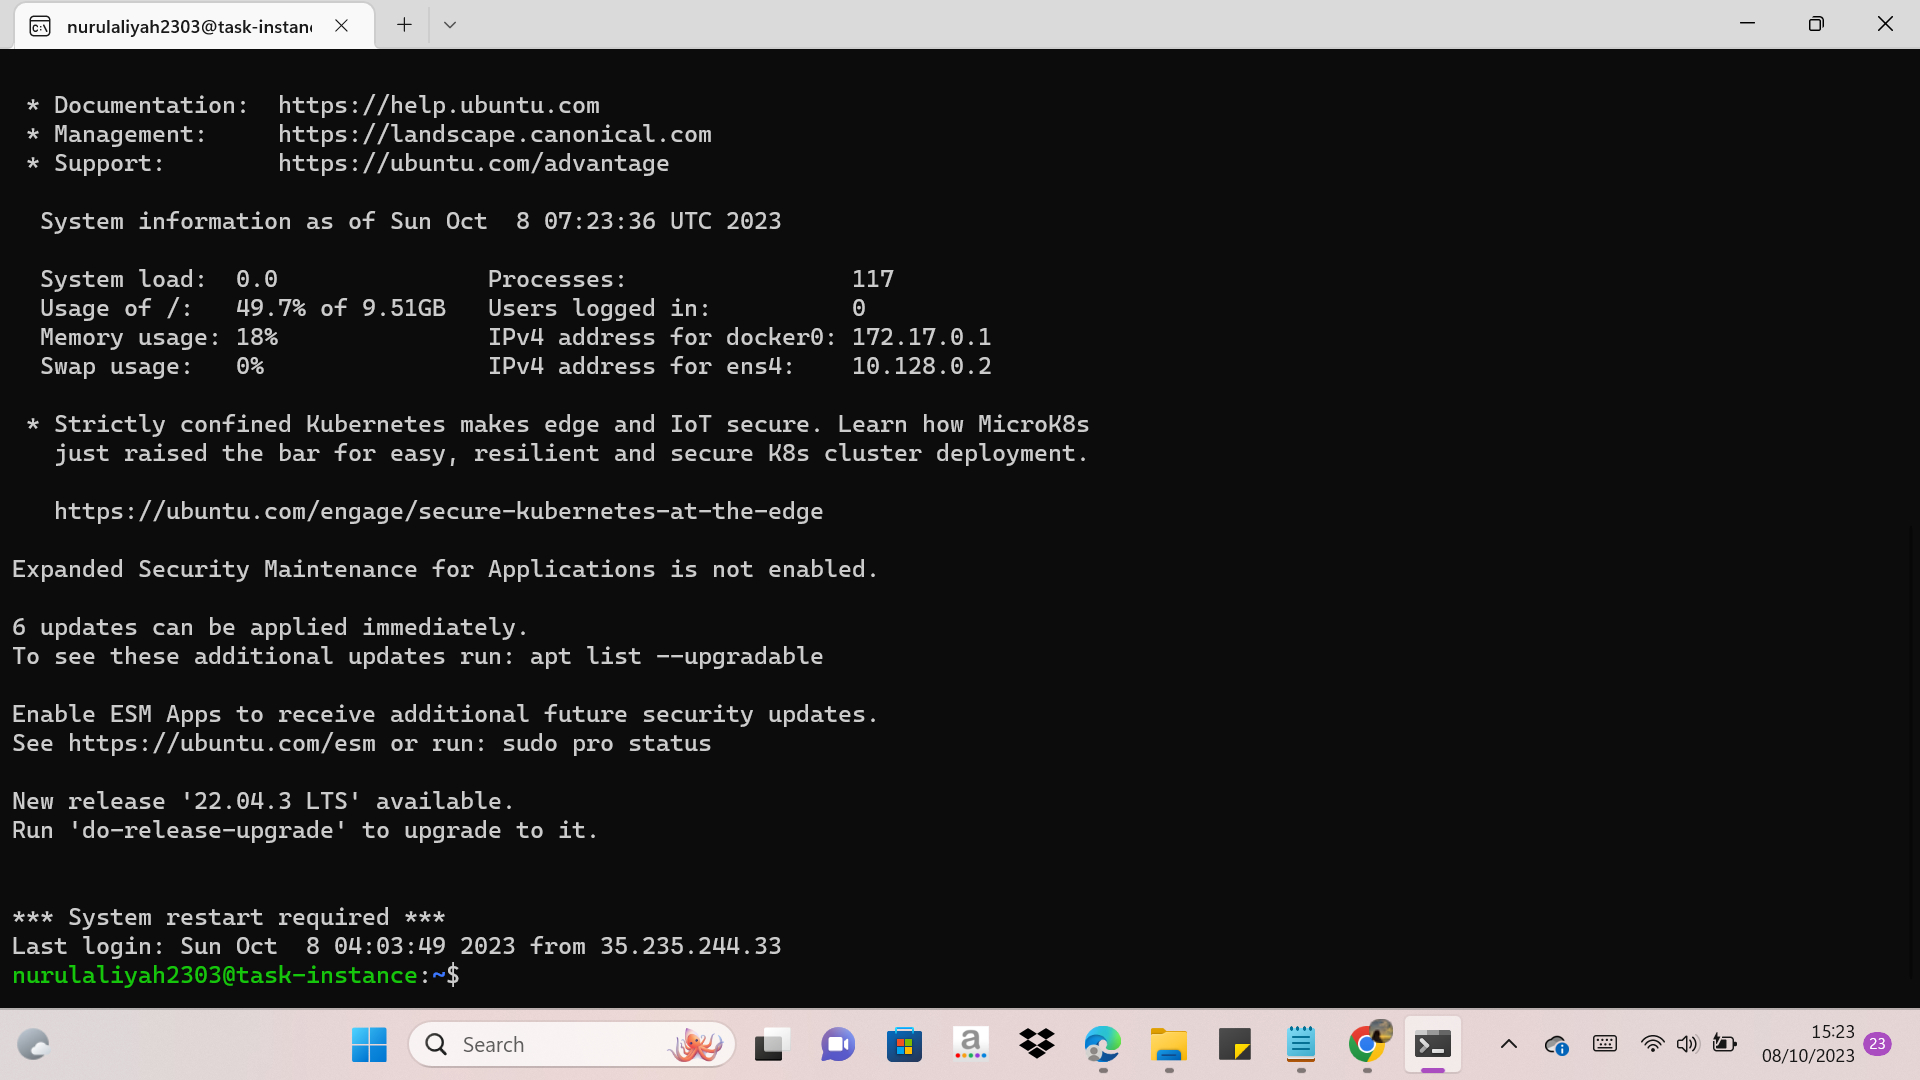 nurulaliyah2303@task-instan
* Documentation:  https://help.ubuntu.com
* Management:     https://landscape.canonical.com
* Support:        https://ubuntu.com/advantage
System information as of Sun Oct  8 07:23:36 UTC 2023
System load:  0.0               Processes:                117
Usage of /:   49.7% of 9.51GB   Users logged in:          0
Memory usage: 18%               IPv4 address for docker0: 172.17.0.1
Swap usage:   0%                IPv4 address for ens4:    10.128.0.2
* Strictly confined Kubernetes makes edge and IoT secure. Learn how MicroK8s
just raised the bar for easy, resilient and secure K8s cluster deployment.
https://ubuntu.com/engage/secure-kubernetes-at-the-edge
Expanded Security Maintenance for Applications is not enabled.
6 updates can be applied immediately.
To see these additional updates run: apt list --upgradable
Enable ESM Apps to receive additional future security updates.
See https://ubuntu.com/esm or run: sudo pro status
New release '22.04.3 LTS' available.
Run 'do-release-upgrade' to upgrade to it.
*** System restart required ***
Last login: Sun Oct  8 04:03:49 2023 from 35.235.244.33
nurulaliyah2303@task-instance:~$
Search
a
15:23
08/10/2023
23